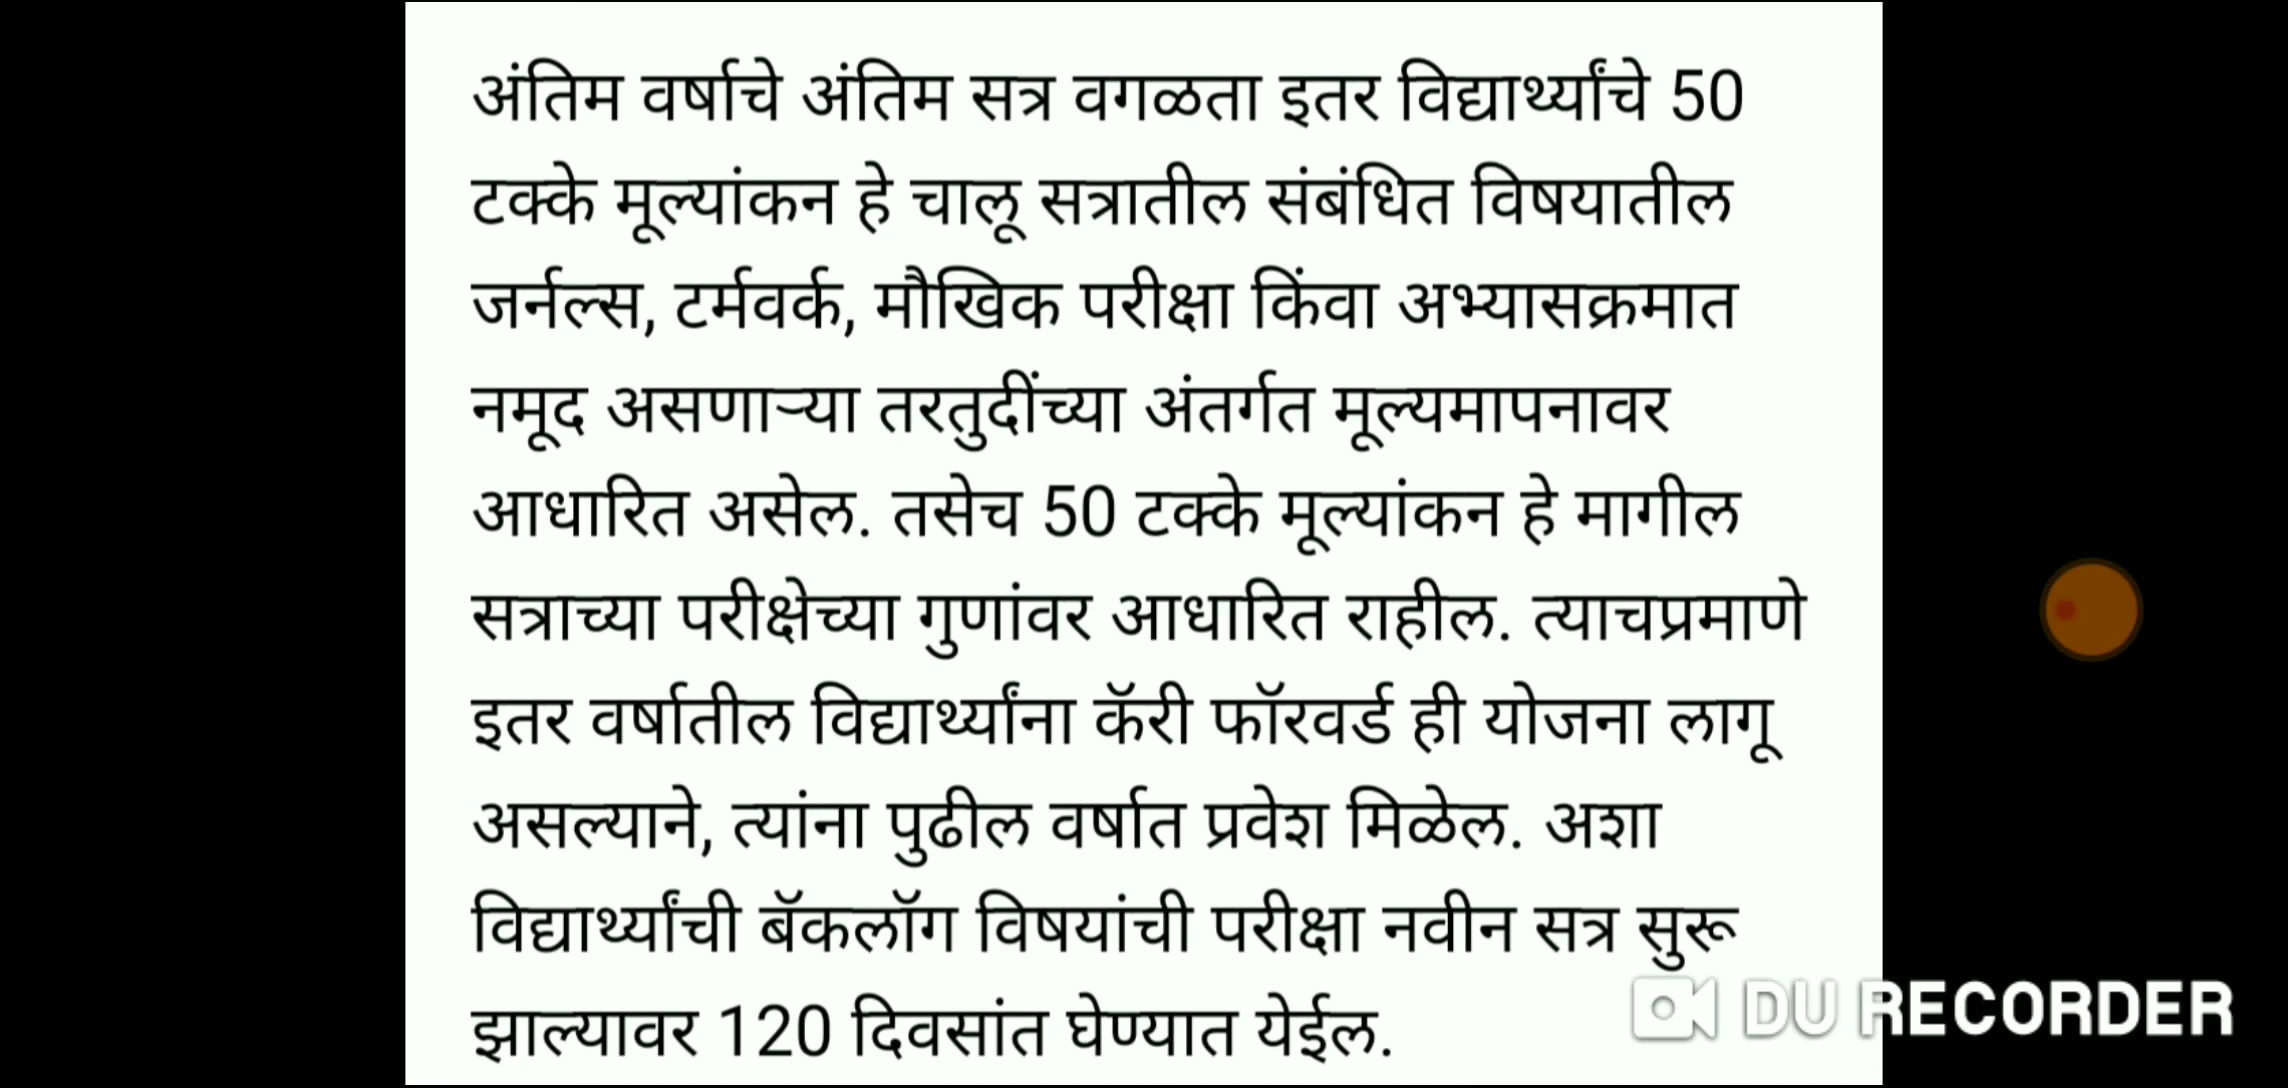 अंतिम वर्षाचे अंतिम सत्र वगळता इतर विद्यार्थ्यांचे 50
टक्के मूल्यांकन हे चालू सत्रातील संबंधित विषयातील
जर्नल्स, टर्मवर्क, मौखिक परीक्षा किंवा अभ्यासक्रमात
नमूद असणाऱ्या तरतुदींच्या अंतर्गत मूल्यमापनावर
आधारित असेल. तसेच 50 टक्के मूल्यांकन हे मागील
सत्राच्या परीक्षेच्या गुणांवर आधारित राहील. त्याचप्रमाणे
इतर वर्षातील विद्यार्थ्यांना कॅरी फॉरवर्ड ही योजना लागू
असल्याने, त्यांना पुढील वर्षात प्रवेश मिळेल. अशा
विद्यार्थ्यांची बॅकलॉग विषयांची परीक्षा नवीन सत्र सुरू
झाल्यावर 120 दिवसांत घेण्यात येईल.
DU RECORDER